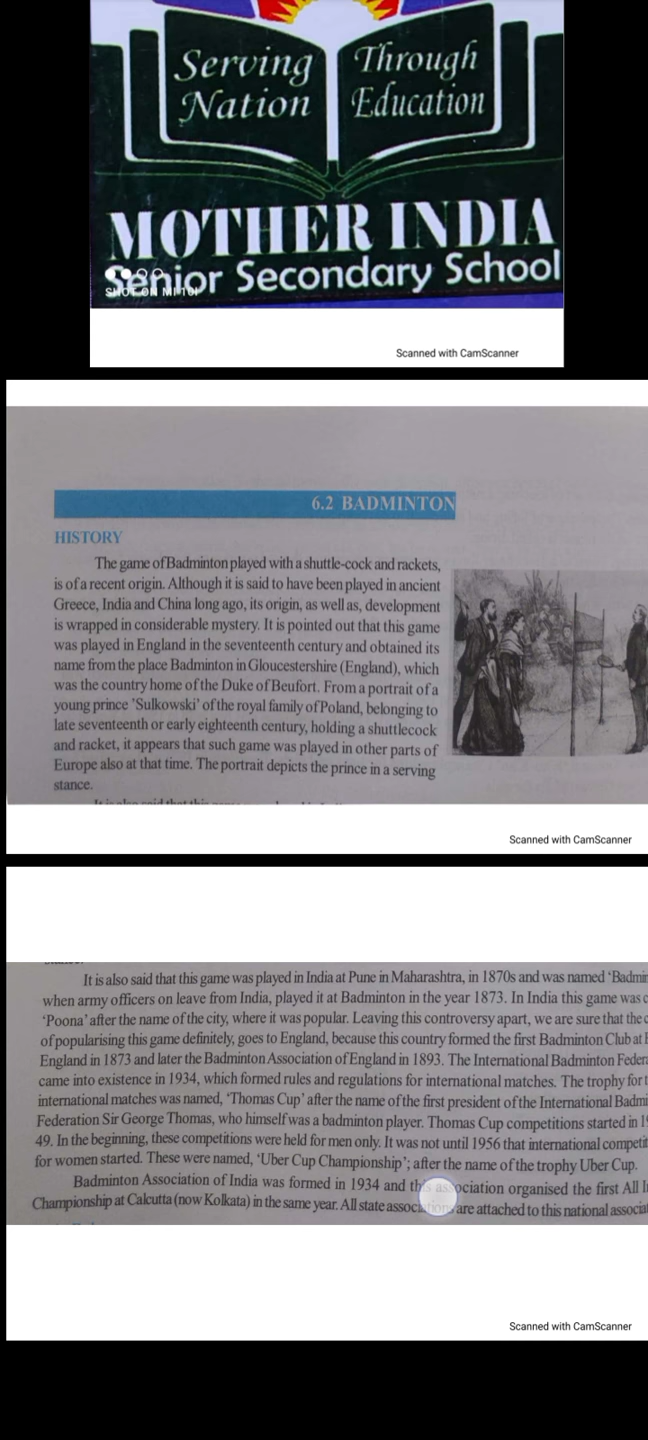 Serving Through
Nation Education
MOTHER INDIA
Senior Secondary School
SHOT ON MI 10I
Scanned with CamScanner
6.2 BADMINTON
HISTORY
The game of Badminton played with a shuttle-cock and rackets,
is of a recent origin. Although it is said to have been played in ancient
Greece, India and China long ago, its origin, as well as, development
is wrapped in considerable mystery. It is pointed out that this game
was played in England in the seventeenth century and obtained its
name from the place Badminton in Gloucestershire (England), which
was the country home of the Duke of Beufort. From a portrait of a
young prince 'Sulkowski' of the royal family of Poland, belonging to
late seventeenth or early eighteenth century, holding a shuttlecock
and racket, it appears that such game was played in other parts of
Europe also at that time. The portrait depicts the prince in a serving
stance.
Scanned with CamScanner
It is also said that this game was played in India at Pune in Maharashtra, in 1870s and was named 'Badmin
when army officers on leave from India, played it at Badminton in the year 1873. In India this game was c
'Poona' after the name of the city, where it was popular. Leaving this controversy apart, we are sure that the c
of popularising this game definitely, goes to England, because this country formed the first Badminton Club at
England in 1873 and later the Badminton Association of England in 1893. The International Badminton Feder
came into existence in 1934, which formed rules and regulations for international matches. The trophy for t
international matches was named, 'Thomas Cup' after the name of the first president of the International Badmi
Federation Sir George Thomas, who himself was a badminton player. Thomas Cup competitions started in
49. In the beginning, these competitions were held for men only. It was not until 1956 that international competit
for women started. These were named, 'Uber Cup Championship'; after the name of the trophy Uber Cup.
Badminton Association of India was formed in 1934 and this association organised the first All I
Championship at Calcutta (now Kolkata) in the same year. All state associations are attached to this national associat
Scanned with CamScanner